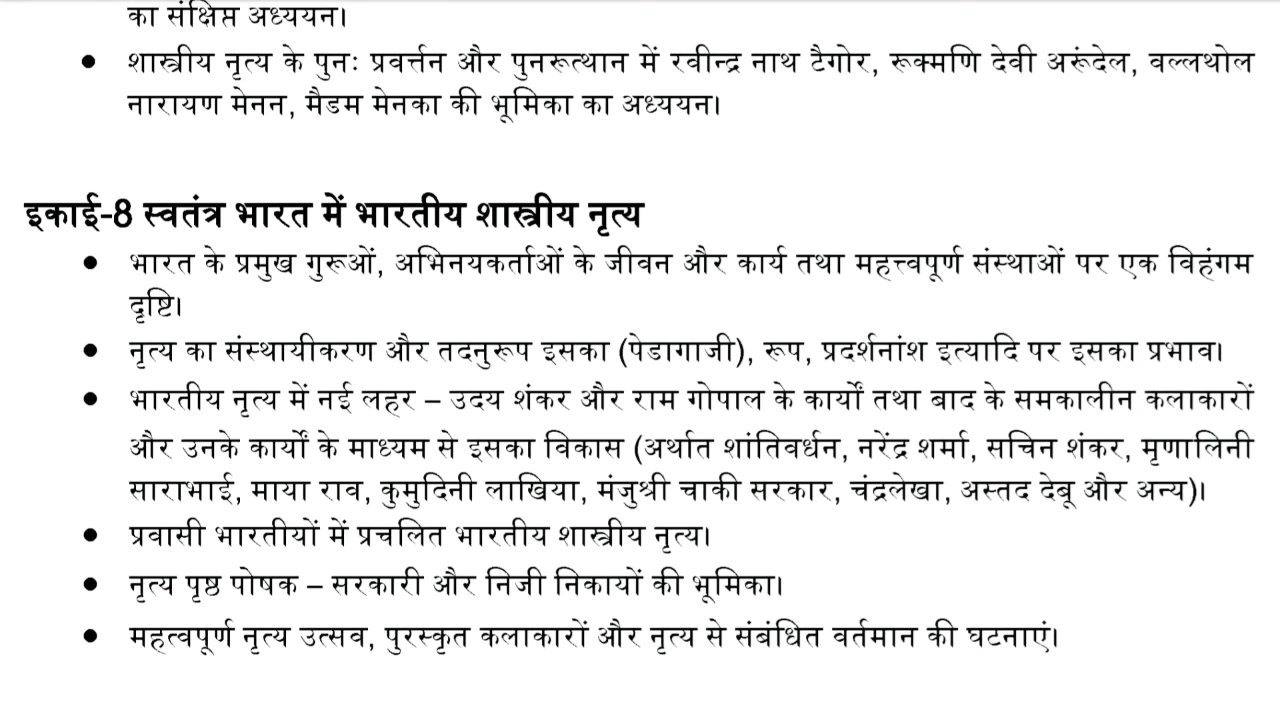 का संक्षिप्त अध्ययन।
● शास्त्रीय नृत्य के पुनः प्रवर्त्तन और पुनरूत्थान में रवीन्द्र नाथ टैगोर, रूक्मणि देवी अरूंदेल, वल्लथोल
नारायण मेनन, मैडम मेनका की भूमिका का अध्ययन।
इकाई-8 स्वतंत्र भारत में भारतीय शास्त्रीय नृत्य
● भारत के प्रमुख गुरूओं, अभिनयकर्ताओं के जीवन और कार्य तथा महत्त्वपूर्ण संस्थाओं पर एक विहंगम
दृष्टि।
● नृत्य का संस्थायीकरण और तदनुरूप इसका (पेडागाजी), रूप, प्रदर्शनांश इत्यादि पर इसका प्रभाव।
● भारतीय नृत्य में नई लहर – उदय शंकर और राम गोपाल के कार्यों तथा बाद के समकालीन कलाकारों
और उनके कार्यों के माध्यम से इसका विकास (अर्थात शांतिवर्धन, नरेंद्र शर्मा, सचिन शंकर, मृणालिनी
साराभाई, माया राव, कुमुदिनी लाखिया, मंजुश्री चाकी सरकार, चंद्रलेखा, अस्तद देबू और अन्य)।
● प्रवासी भारतीयों में प्रचलित भारतीय शास्त्रीय नृत्य।
● नृत्य पृष्ठ पोषक – सरकारी और निजी निकायों की भूमिका।
● महत्वपूर्ण नृत्य उत्सव, पुरस्कृत कलाकारों और नृत्य से संबंधित वर्तमान की घटनाएं।